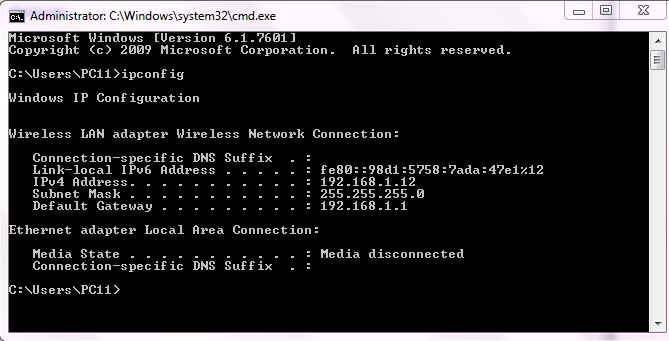 Administrator: C:\Windows\system32\cmd.exe
Microsoft Windows [Version 6.1.7601]
Copyright (c) 2009 Microsoft Corporation.  All rights reserved.
C:\Users\PC11>ipconfig
Windows IP Configuration
Wireless LAN adapter Wireless Network Connection:
   Connection-specific DNS Suffix  . :
   Link-local IPv6 Address . . . . . : fe80::98d1:5758:7ada:47e1%12
   IPv4 Address. . . . . . . . . . . : 192.168.1.12
   Subnet Mask . . . . . . . . . . . : 255.255.255.0
   Default Gateway . . . . . . . . . : 192.168.1.1
Ethernet adapter Local Area Connection:
   Media State . . . . . . . . . . . : Media disconnected
   Connection-specific DNS Suffix  . :
C:\Users\PC11>